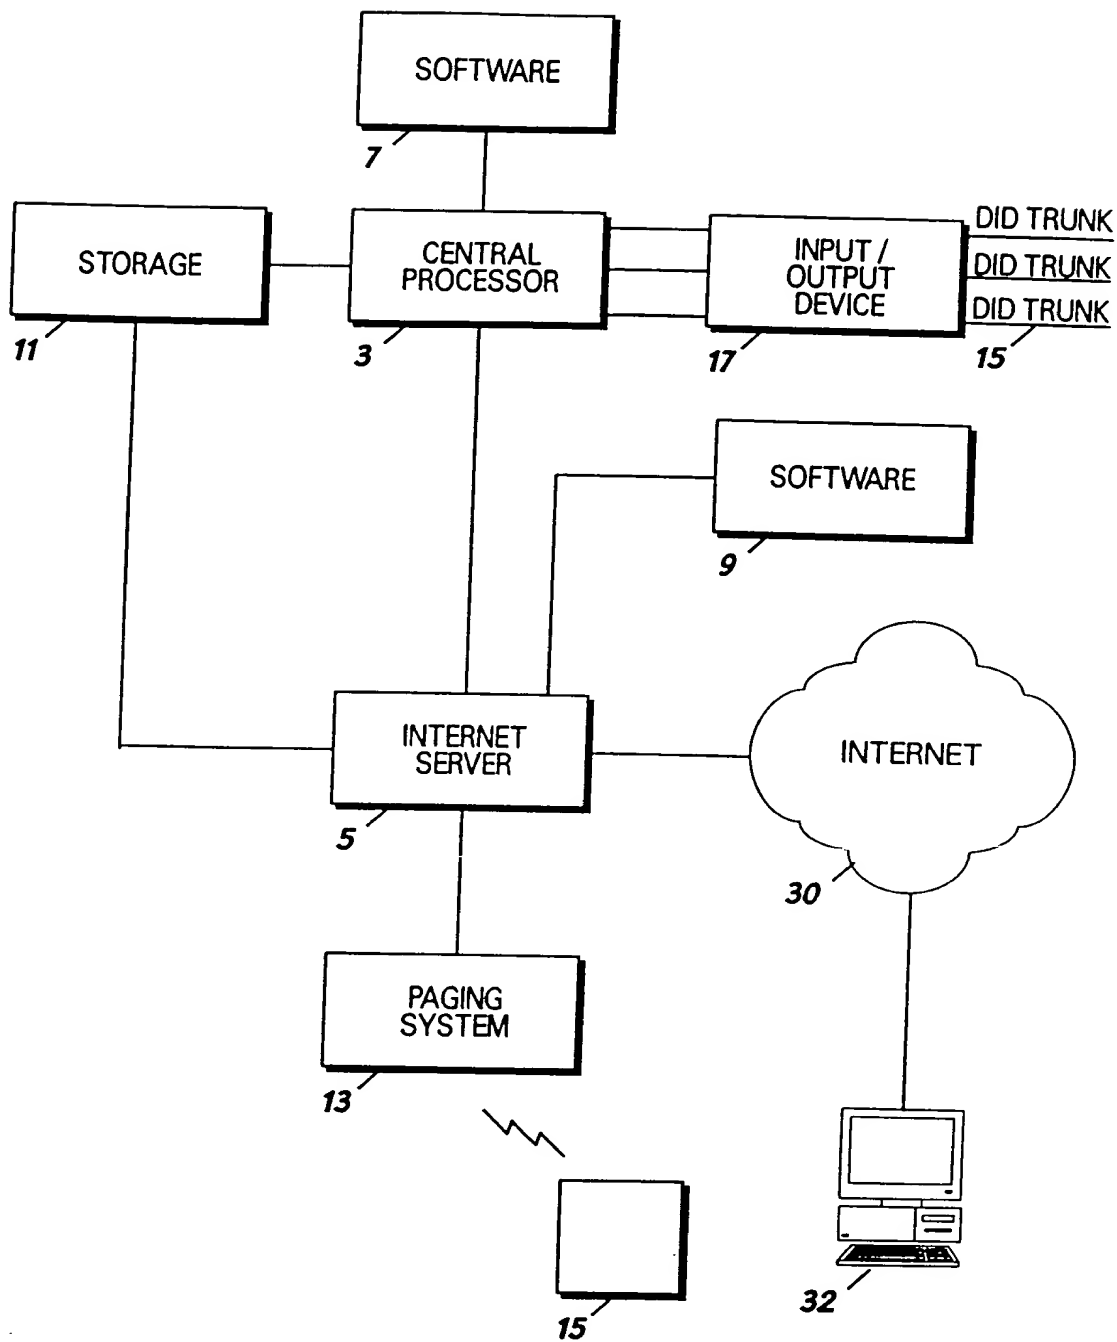 SOFTWARE
7
STORAGE
11
CENTRAL
PROCESSOR
3
INPUT /
OUTPUT
DEVICE
17
DID TRUNK
DID TRUNK
DID TRUNK
15
SOFTWARE
9
INTERNET
SERVER
5
INTERNET
30
PAGING
SYSTEM
13
15
32